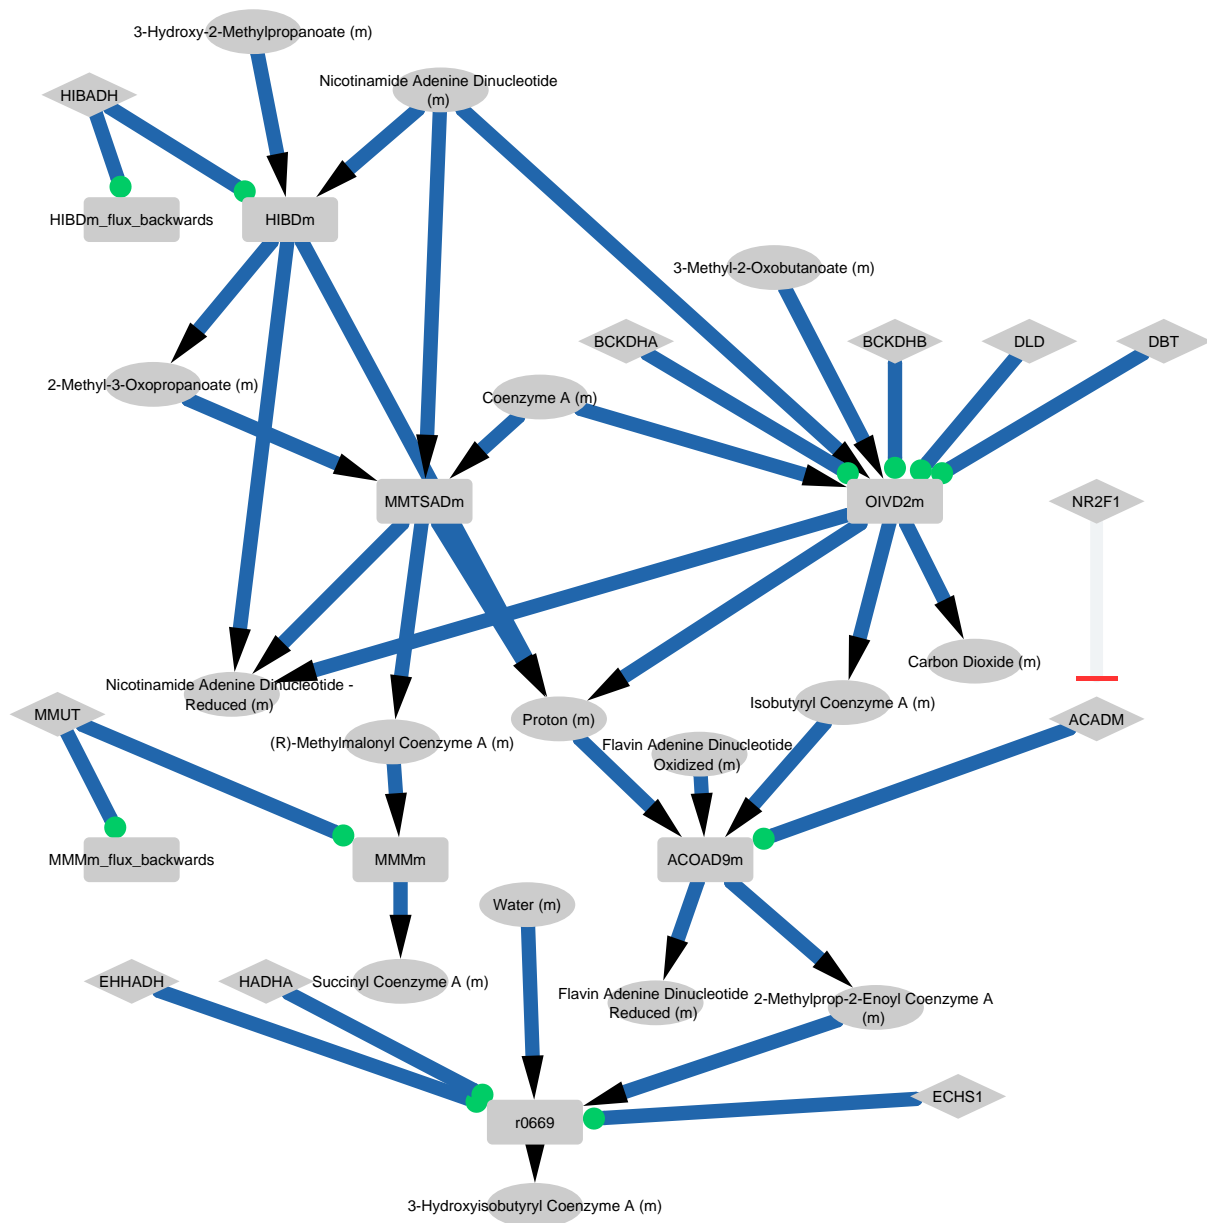 3-Hydroxy-2-Methylpropanoate (m)
Nicotinamide Adenine Dinucleotide
(m)
HIBADH
HIBDm_flux_backwards
HIBDm
3-Methyl-2-Oxobutanoate (m)
BCKDHA
BCKDHB
DLD
DBT
2-Methyl-3-Oxopropanoate (m)
Coenzyme A (m)
MMTSADm
OIVD2m
NR2F1
Carbon Dioxide (m)
Nicotinamide Adenine Dinucleotide -
Reduced (m)
Isobutyryl Coenzyme A (m)
MMUT
Proton (m)
ACADM
(R)-Methylmalonyl Coenzyme A (m)
Flavin Adenine Dinucleotide
Oxidized (m)
MMMm_flux_backwards
MMMm
ACOAD9m
Water (m)
EHHADH
HADHA
Succinyl Coenzyme A (m)
Flavin Adenine Dinucleotide
Reduced (m)
2-Methylprop-2-Enoyl Coenzyme A
(m)
ECHS1
r0669
3-Hydroxyisobutyryl Coenzyme A (m)